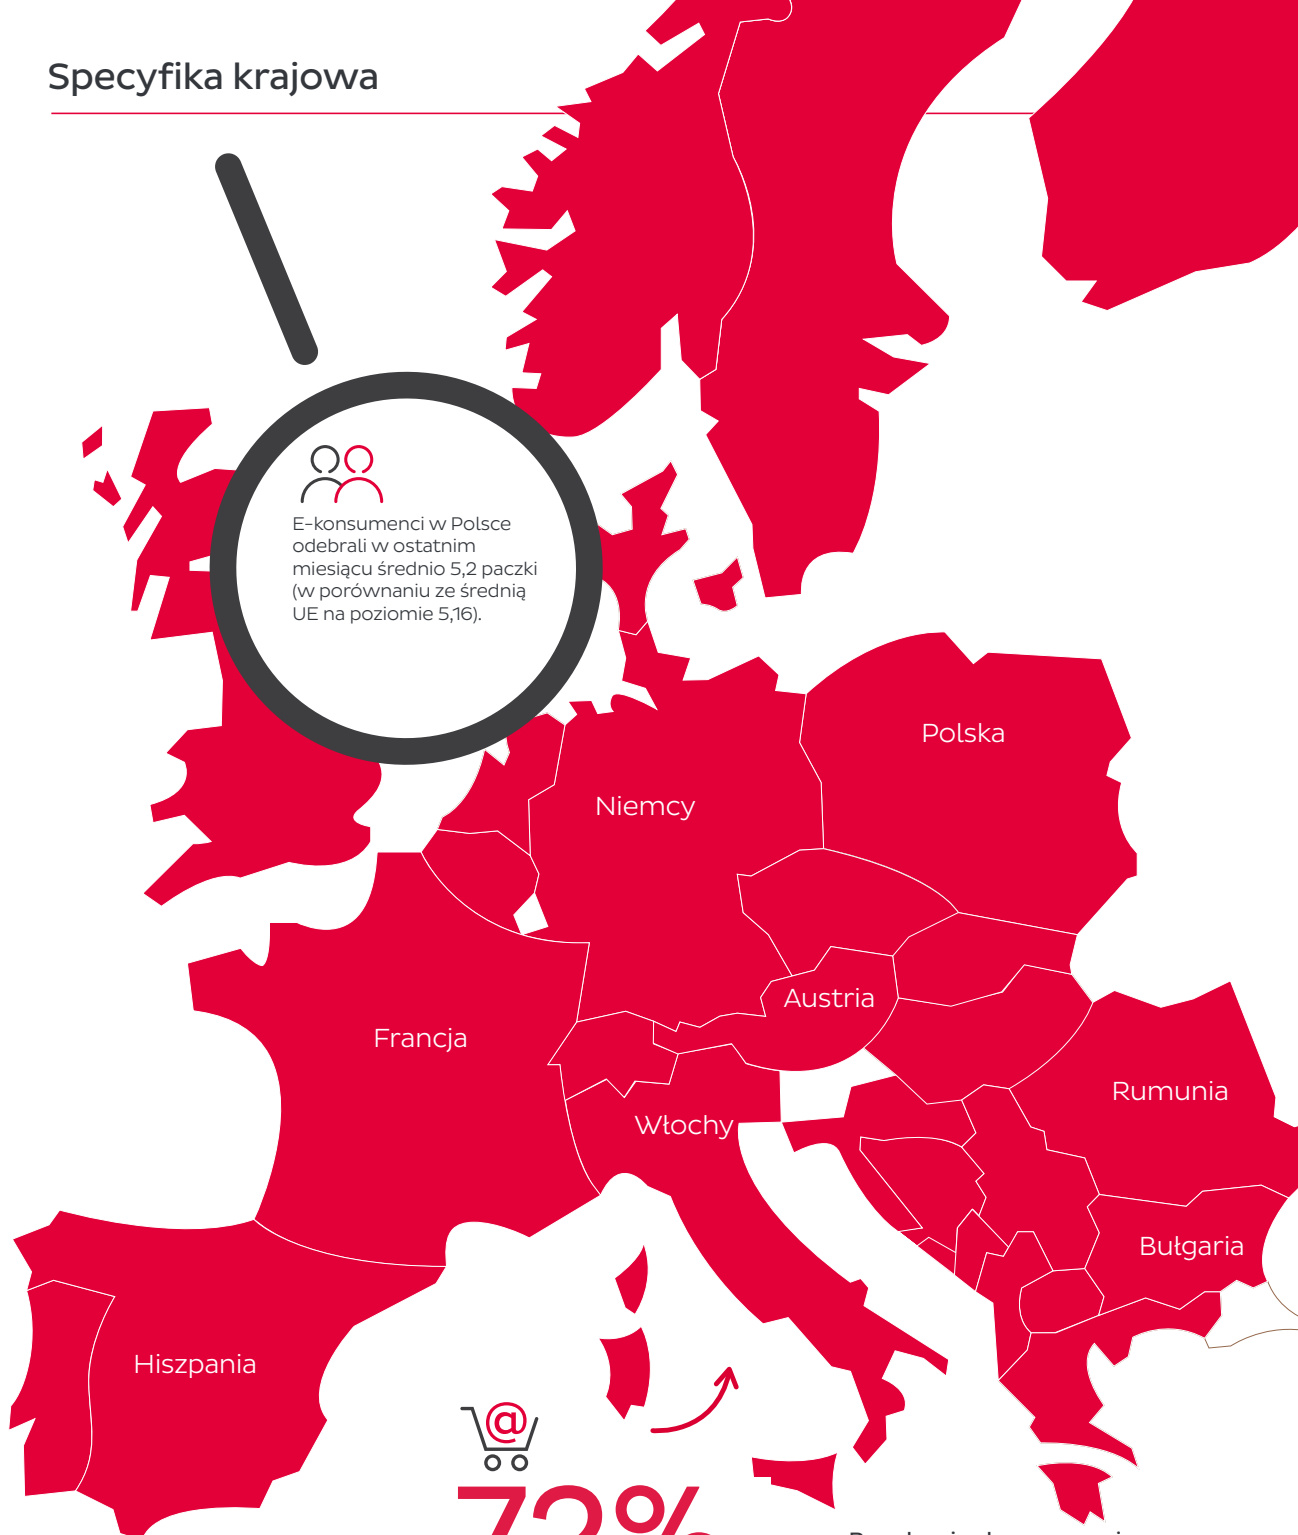 Specyfika krajowa
E-konsumenci w Polsce
odebrali w ostatnim
miesiącu średnio 5,2 paczki
(w porównaniu ze średnią
UE na poziomie 5,16).
Polska
Niemcy
Austria
Francja
Rumunia
Włochy
Bułgaria
Hiszpania
@
72%